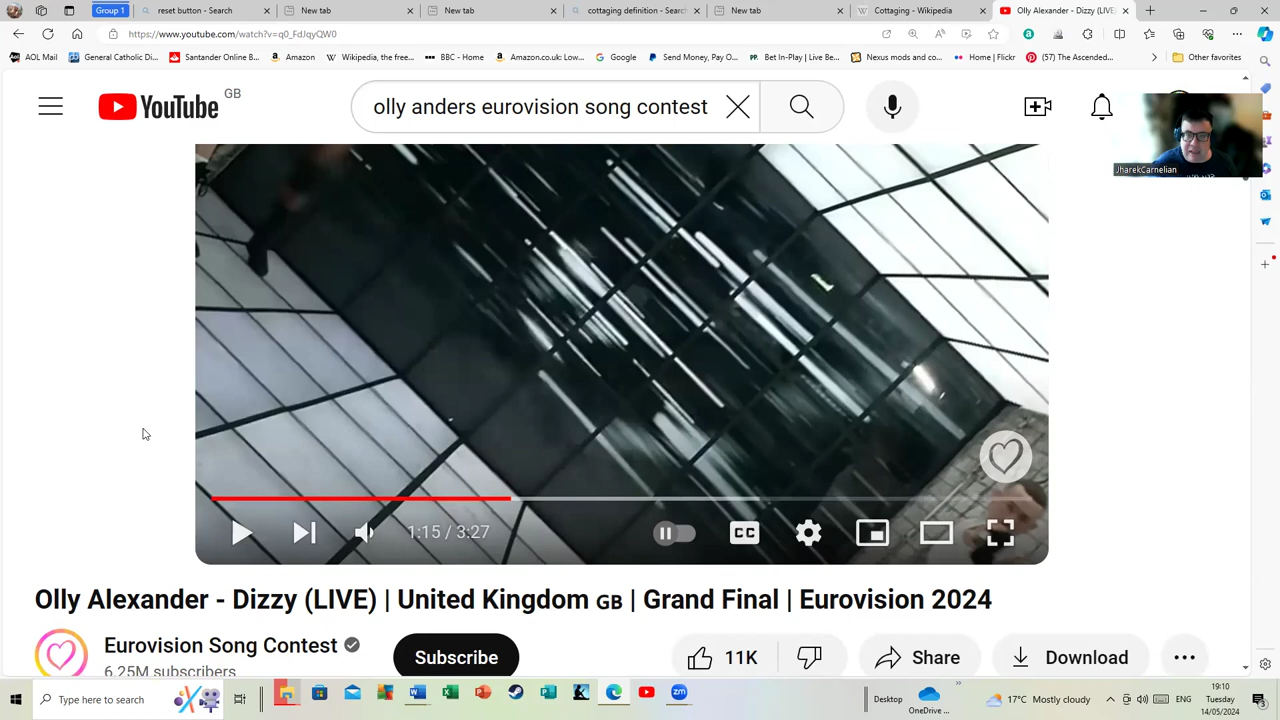 Group 1
reset button - Search
New tab
New tab
cottaging definition - Search
New tab
Cottaging - Wikipedia
Olly Alexander - Dizzy (LIVE)
https://www.youtube.com/watch?v=q0_FdJqyQW0
AOL Mail
General Catholic Di...
Santander Online B...
Amazon
Wikipedia, the free...
BBC - Home
Amazon.co.uk: Low...
Google
Send Money, Pay O...
Bet In-Play | Live Be...
Nexus mods and co...
Home | Flickr
(17) The Ascended...
Other favorites
YouTube GB
olly anders eurovision song contest
JharekCarnelian
1:15 / 3:27
CC
Olly Alexander - Dizzy (LIVE) | United Kingdom GB | Grand Final | Eurovision 2024
Eurovision Song Contest
6.25M subscribers
Subscribe
11K
Share
Download
Type here to search
zm
Desktop
OneDrive ...
17°C Mostly cloudy
ENG
19:10
Tuesday
14/05/2024